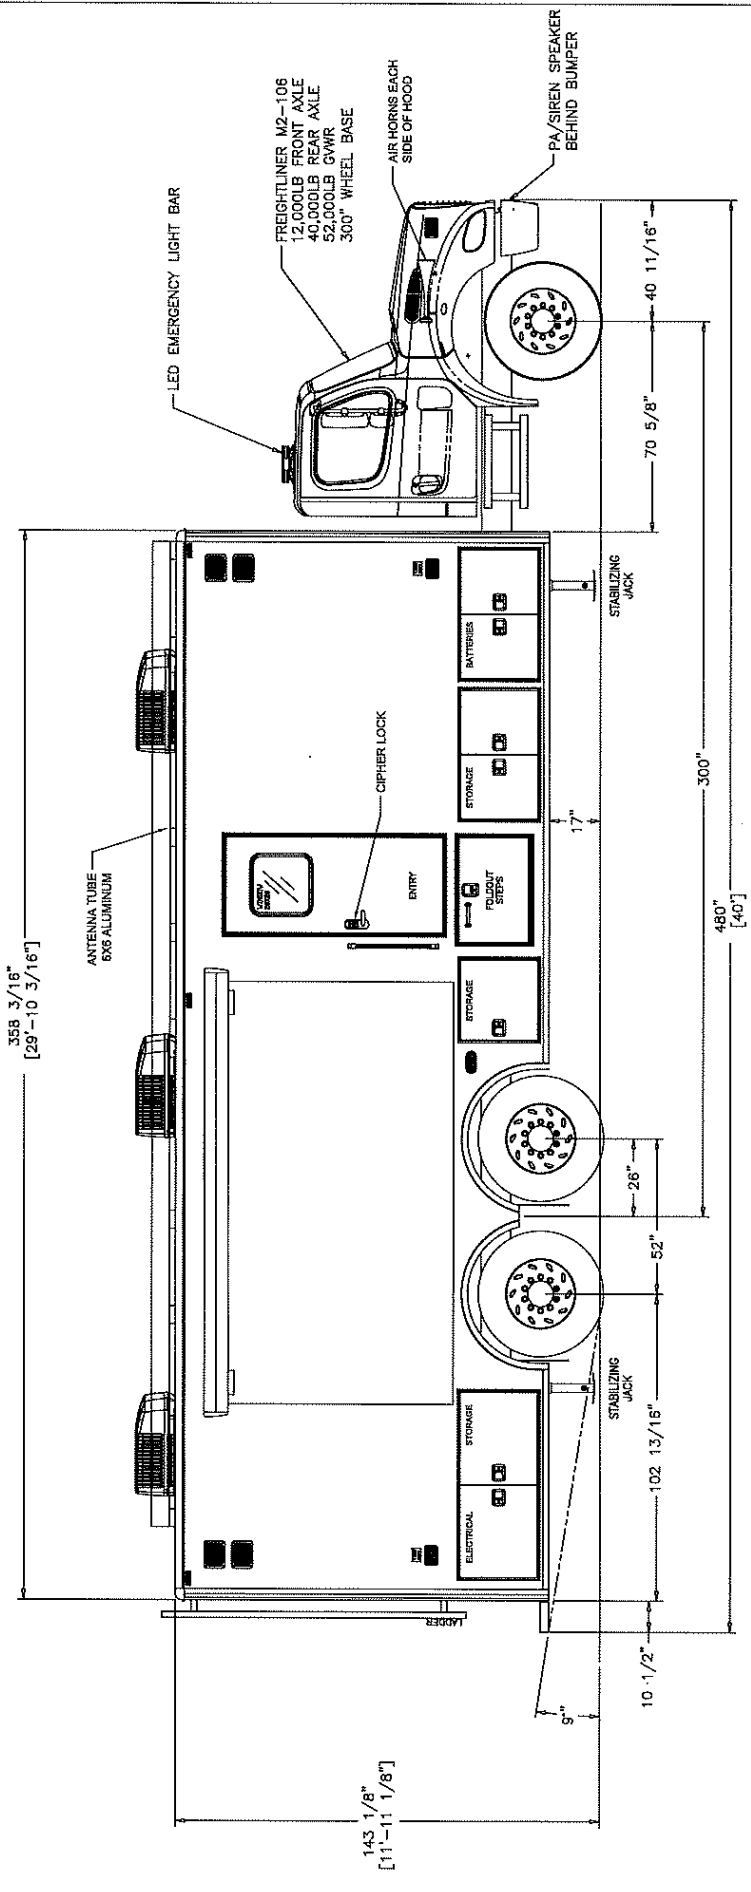 358 3/16"
[29'-10 3/16"]
ANTENNA TUBE
6X6 ALUMINUM
LED EMERGENCY LIGHT BAR
FREIGHTLINER M2-106
12,000LB FRONT AXLE
40,000LB REAR AXLE
52,000LB GVWR
300" WHEEL BASE
AIR HORNS EACH
SIDE OF HOOD
PA/SIREN SPEAKER
BEHIND BUMPER
CIPHER LOCK
ENTRY
LADDER
ELECTRICAL
STORAGE
STORAGE
FOLDOUT
STEPS
STORAGE
BATTERIES
STABILIZING
JACK
STABILIZING
JACK
143 1/8"
[11'-11 1/8"]
9°
10 1/2"
102 13/16"
52"
26"
17"
70 5/8"
40 11/16"
300"
480"
[40']